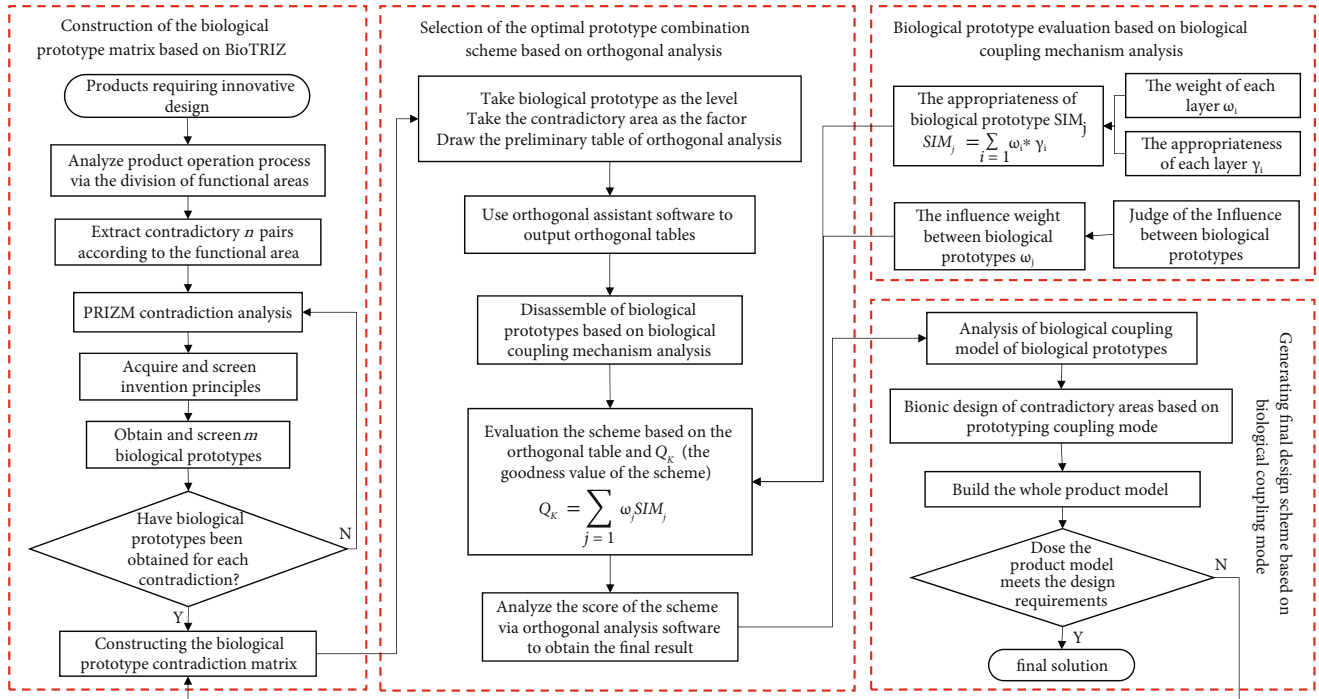 Construction of the biological
prototype matrix based on BioTRIZ
Products requiring innovative
design
Analyze product operation process
via the division of functional areas
Extract contradictory n pairs
according to the functional area
PRIZM contradiction analysis
Acquire and screen
invention principles
Obtain and screen m
biological prototypes
Have biological
prototypes been
obtained for each
contradiction?
N
Y
Constructing the biological
prototype contradiction matrix
Selection of the optimal prototype combination
scheme based on orthogonal analysis
Take biological prototype as the level
Take the contradictory area as the factor
Draw the preliminary table of orthogonal analysis
Use orthogonal assistant software to
output orthogonal tables
Disassemble of biological
prototypes based on biological
coupling mechanism analysis
Evaluation the scheme based on the
orthogonal table and Q_K (the
goodness value of the scheme)
Q_K = ∑_{j = 1} ω_j SIM_j
Analyze the score of the scheme
via orthogonal analysis software
to obtain the final result
Biological prototype evaluation based on biological
coupling mechanism analysis
The appropriateness of
biological prototype SIM_j
SIM_j = ∑_{i = 1} ω_i* γ_i
The weight of each
layer ω_i
The appropriateness
of each layer γ_i
The influence weight
between biological
prototypes ω_j
Judge of the Influence
between biological
prototypes
Analysis of biological coupling
model of biological prototypes
Bionic design of contradictory areas based on
prototyping coupling mode
Build the whole product model
Dose the
product model
meets the design
requirements
N
Y
final solution
Generating final design scheme based on
biological coupling mode